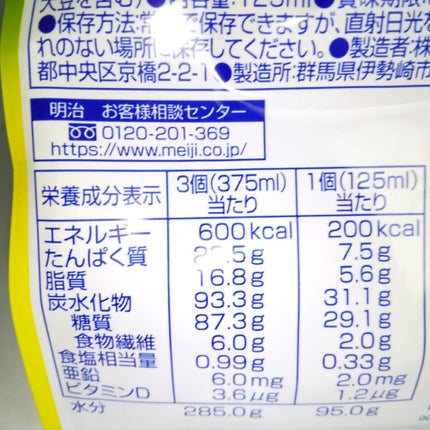 大豆を含む)●内容量:125ml●賞味期限
●保存方法:常温で保存できますが、直射日光を
れのない場所に保存してください。●製造者:株
都中央区京橋2-2-1●製造所:群馬県伊勢崎市
明治 お客様相談センター
0120-201-369
https://www.meiji.co.jp/
栄養成分表示 3個(375ml)当たり 1個(125ml)当たり
エネルギー 600kcal 200kcal
たんぱく質 .5g 7.5g
脂質 16.8g 5.6g
炭水化物 93.3g 31.1g
糖質 87.3g 29.1g
食物繊維 6.0g 2.0g
食塩相当量 0.99g 0.33g
亜鉛 6.0mg 2.0mg
ビタミンD 3.6μg 1.2μg
水分 285.0g 95.0g